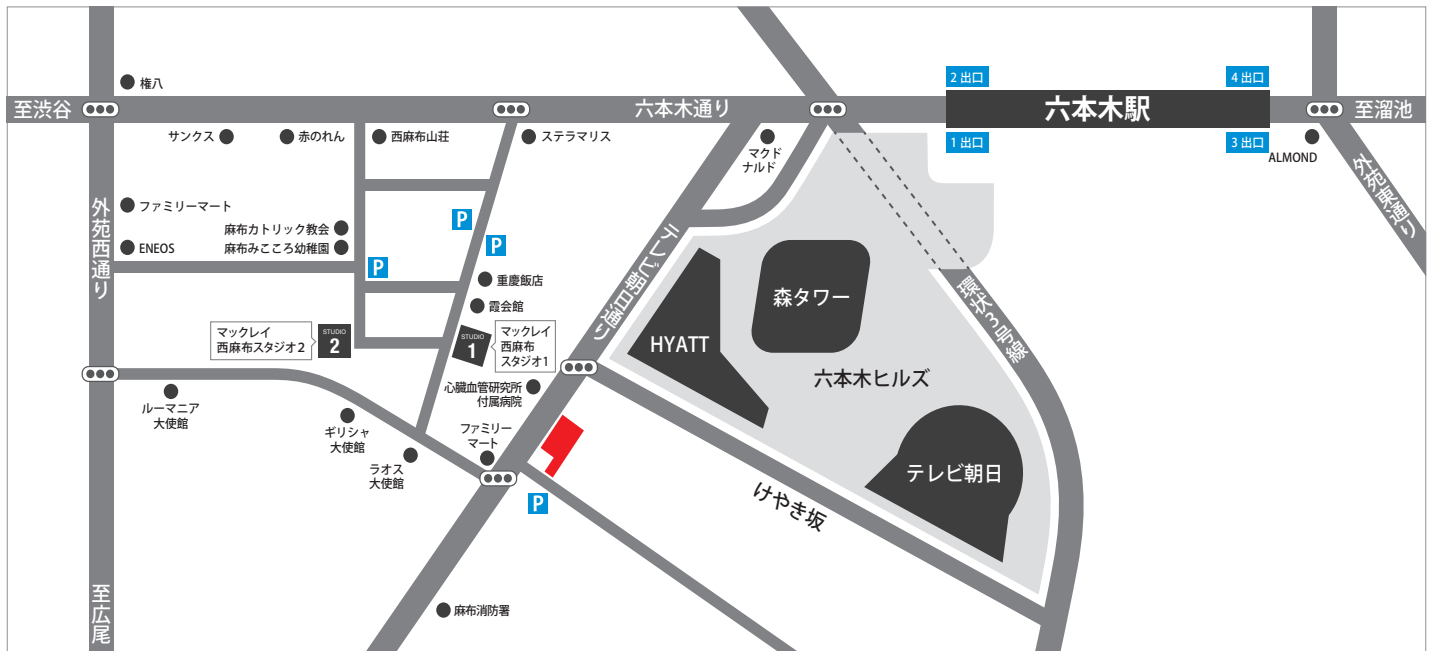 権八
2 出口
4 出口
至渋谷
六本木通り
六本木駅
至溜池
サンクス
赤のれん
西麻布山荘
ステラマリス
マクド
ナルド
1 出口
3 出口
ALMOND
外苑東通り
外苑西通り
ファミリーマート
麻布カトリック教会
ENEOS
麻布みこころ幼稚園
P
P
P
テレビ朝日通り
重慶飯店
霞会館
森タワー
環状3号線
マックレイ
西麻布スタジオ2
STUDIO
2
STUDIO
1
マックレイ
西麻布
スタジオ1
HYATT
六本木ヒルズ
心臓血管研究所
付属病院
ルーマニア
大使館
ギリシャ
大使館
ラオス
大使館
ファミリー
マート
P
けやき坂
テレビ朝日
麻布消防署
至広尾